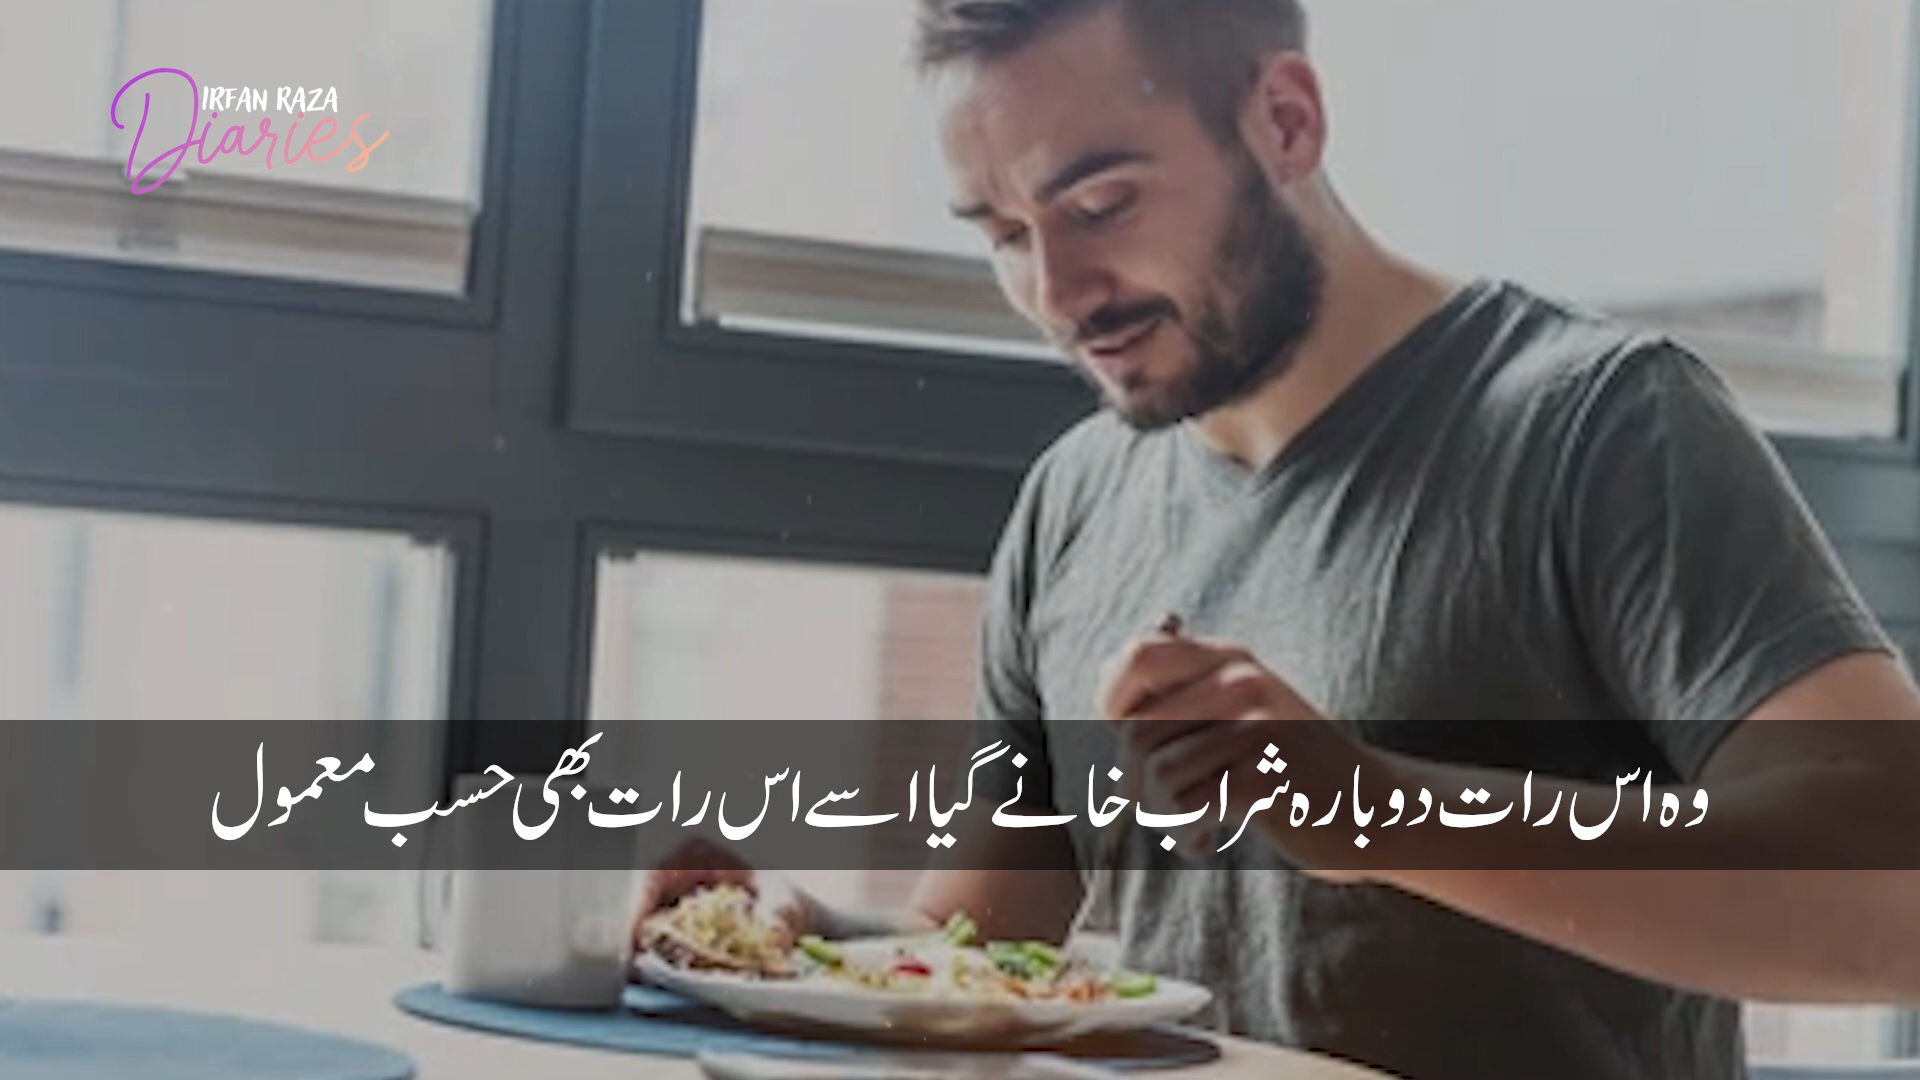 IRFAN RAZA
Diaries
وہ اس رات دوبارہ شراب خانے گیا اسے اس رات بھی حسب معمول